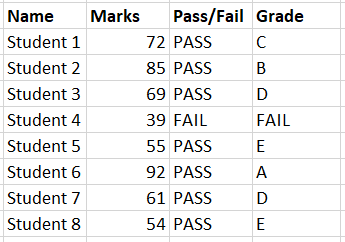 Name Marks Pass/Fail Grade
Student 1 72 PASS C
Student 2 85 PASS B
Student 3 69 PASS D
Student 4 39 FAIL FAIL
Student 5 55 PASS E
Student 6 92 PASS A
Student 7 61 PASS D
Student 8 54 PASS E